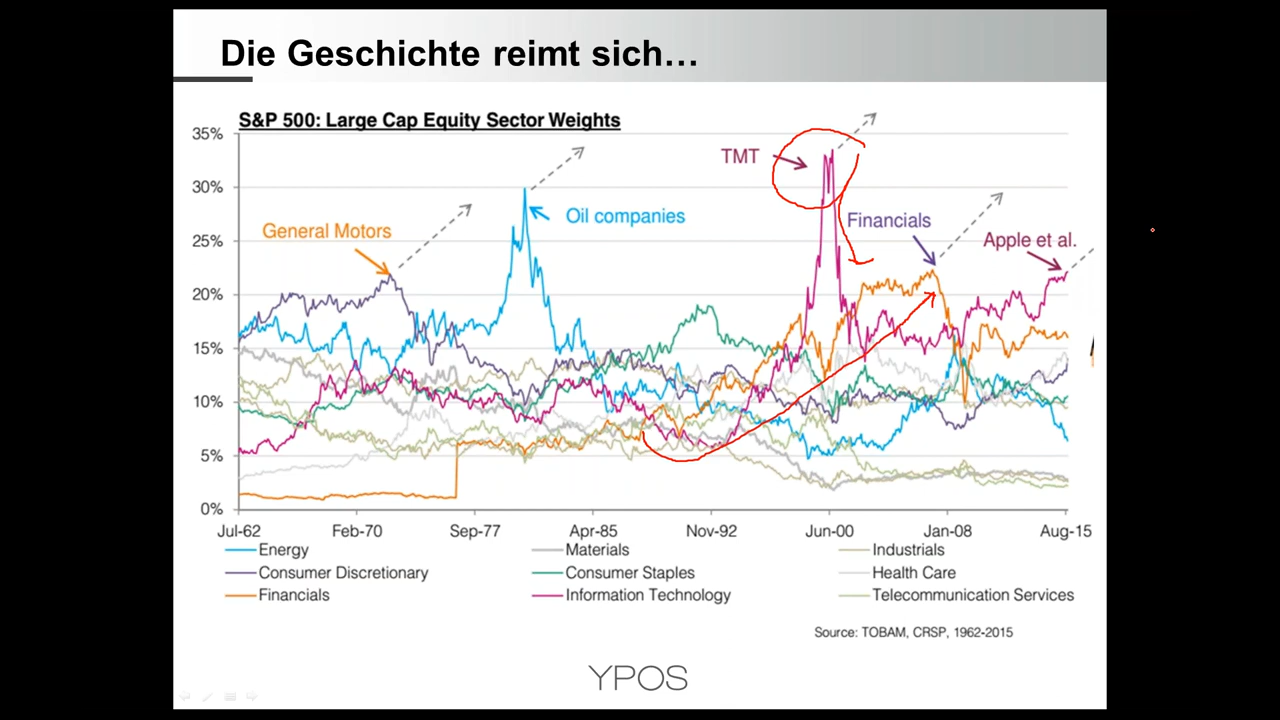 Die Geschichte reimt sich…
S&P 500: Large Cap Equity Sector Weights
35%
30%
25%
20%
15%
10%
5%
0%
General Motors
Oil companies
TMT
Financials
Apple et al.
Jul-62 Feb-70 Sep-77 Apr-85 Nov-92 Jun-00 Jan-08 Aug-15
Energy Materials Industrials
Consumer Discretionary Consumer Staples Health Care
Financials Information Technology Telecommunication Services
Source: TOBAM, CRSP, 1962-2015
YPOS